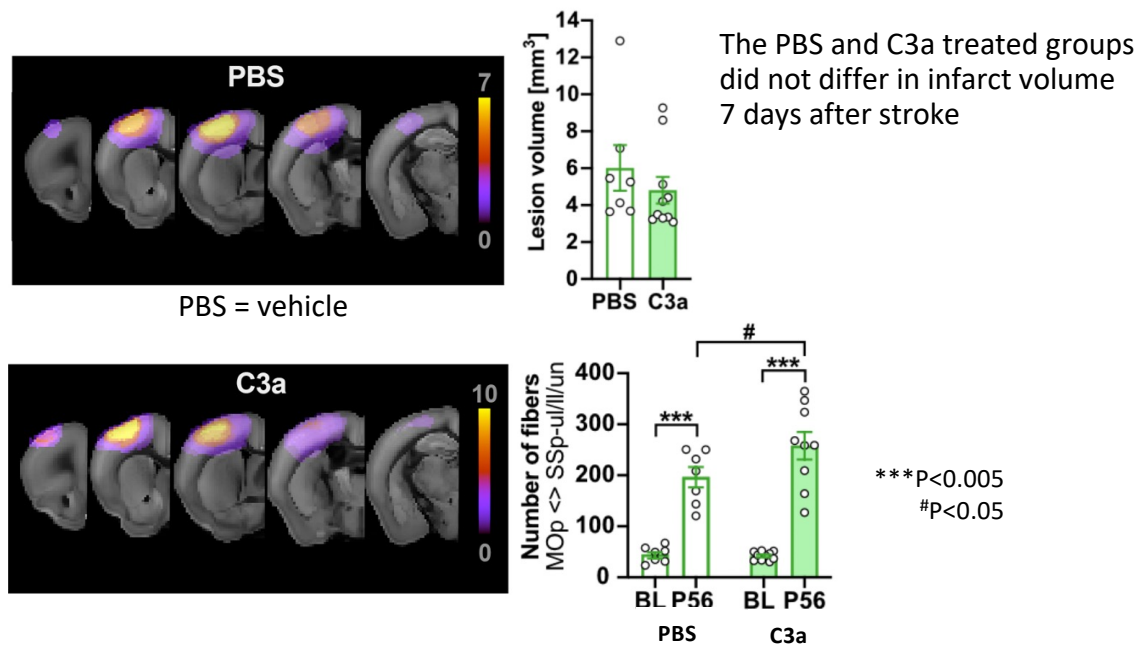 PBS
7
0
PBS = vehicle
Lesion volume [mm³]
14
12
10
8
6
4
2
0
PBS C3a
The PBS and C3a treated groups
did not differ in infarct volume
7 days after stroke
C3a
10
0
Number of fibers
MOp <> SSp-ul/ll/un
400
300
200
100
0
#
***
***
BL P56 BL P56
PBS C3a
***P<0.005
#P<0.05